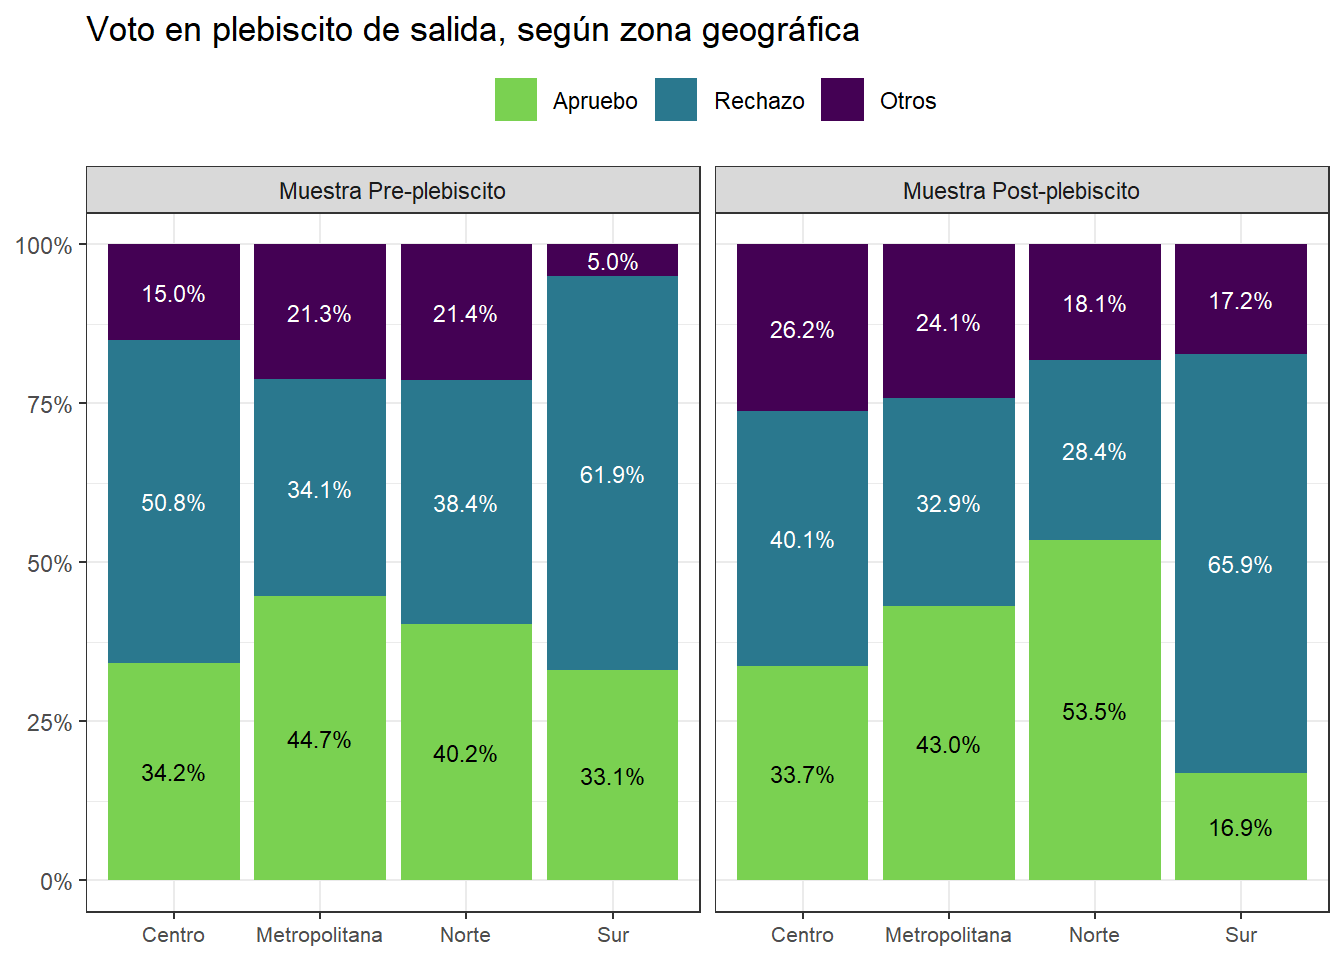 Voto en plebiscito de salida, según zona geográfica
Apruebo Rechazo Otros
Muestra Pre-plebiscito Muestra Post-plebiscito
100%
75%
50%
25%
0%
15.0% 21.3% 21.4% 5.0%
50.8% 34.1% 38.4% 61.9%
34.2% 44.7% 40.2% 33.1%
26.2% 24.1% 18.1% 17.2%
40.1% 32.9% 28.4% 65.9%
33.7% 43.0% 53.5% 16.9%
Centro Metropolitana Norte Sur
Centro Metropolitana Norte Sur